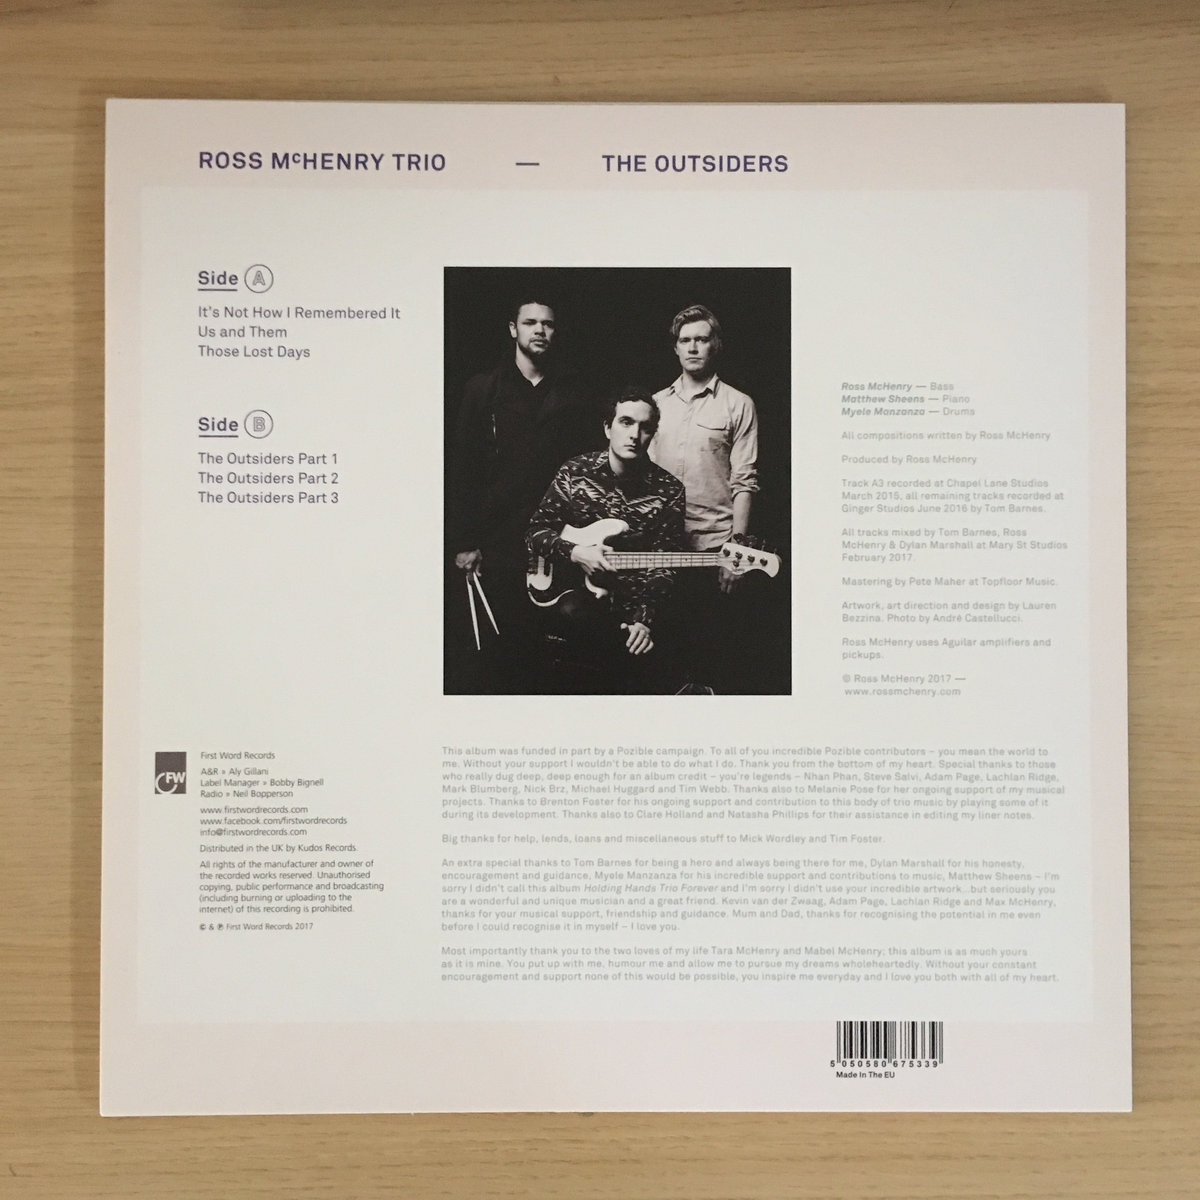 ROSS McHENRY TRIO — THE OUTSIDERS
Side A
It's Not How I Remembered It
Us and Them
Those Lost Days
Side B
The Outsiders Part 1
The Outsiders Part 2
The Outsiders Part 3
Ross McHenry — Bass
Matthew Sheens — Piano
Myele Manzanza — Drums
All compositions written by Ross McHenry
Produced by Ross McHenry
Track A3 recorded at Chapel Lane Studios
March 2015, all remaining tracks recorded at
Ginger Studios June 2016 by Tom Barnes.
All tracks mixed by Tom Barnes, Ross
McHenry & Dylan Marshall at Mary St Studios
February 2017.
Mastering by Pete Maher at Topfloor Music.
Artwork, art direction and design by Lauren
Bezzina. Photo by André Castellucci.
Ross McHenry uses Aguilar amplifiers and
pickups.
© Ross McHenry 2017 —
www.rossmchenry.com
FW
First Word Records
A&R » Aly Gillani
Label Manager » Bobby Bignell
Radio » Neil Bopperson
www.firstwordrecords.com
www.facebook.com/firstwordrecords
info@firstwordrecords.com
Distributed in the UK by Kudos Records.
All rights of the manufacturer and owner of
the recorded works reserved. Unauthorised
copying, public performance and broadcasting
(including burning or uploading to the
internet) of this recording is prohibited.
© & ℗ First Word Records 2017
This album was funded in part by a Pozible campaign. To all of you incredible Pozible contributors – you mean the world to
me. Without your support I wouldn't be able to do what I do. Thank you from the bottom of my heart. Special thanks to those
who really dug deep, deep enough for an album credit – you're legends – Nhan Phan, Steve Salvi, Adam Page, Lachlan Ridge,
Mark Blumberg, Nick Brz, Michael Huggard and Tim Webb. Thanks also to Melanie Pose for her ongoing support of my musical
projects. Thanks to Brenton Foster for his ongoing support and contribution to this body of trio music by playing some of it
during its development. Thanks also to Clare Holland and Natasha Phillips for their assistance in editing my liner notes.
Big thanks for help, lends, loans and miscellaneous stuff to Mick Wordley and Tim Foster.
An extra special thanks to Tom Barnes for being a hero and always being there for me, Dylan Marshall for his honesty,
encouragement and guidance, Myele Manzanza for his incredible support and contributions to music, Matthew Sheens – I'm
sorry I didn't call this album Holding Hands Trio Forever and I'm sorry I didn't use your incredible artwork...but seriously you
are a wonderful and unique musician and a great friend. Kevin van der Zwaag, Adam Page, Lachlan Ridge and Max McHenry,
thanks for your musical support, friendship and guidance. Mum and Dad, thanks for recognising the potential in me even
before I could recognise it in myself – I love you.
Most importantly thank you to the two loves of my life Tara McHenry and Mabel McHenry; this album is as much yours
as it is mine. You put up with me, humour me and allow me to pursue my dreams wholeheartedly. Without your constant
encouragement and support none of this would be possible, you inspire me everyday and I love you both with all of my heart.
5 050580 675339
Made In The EU